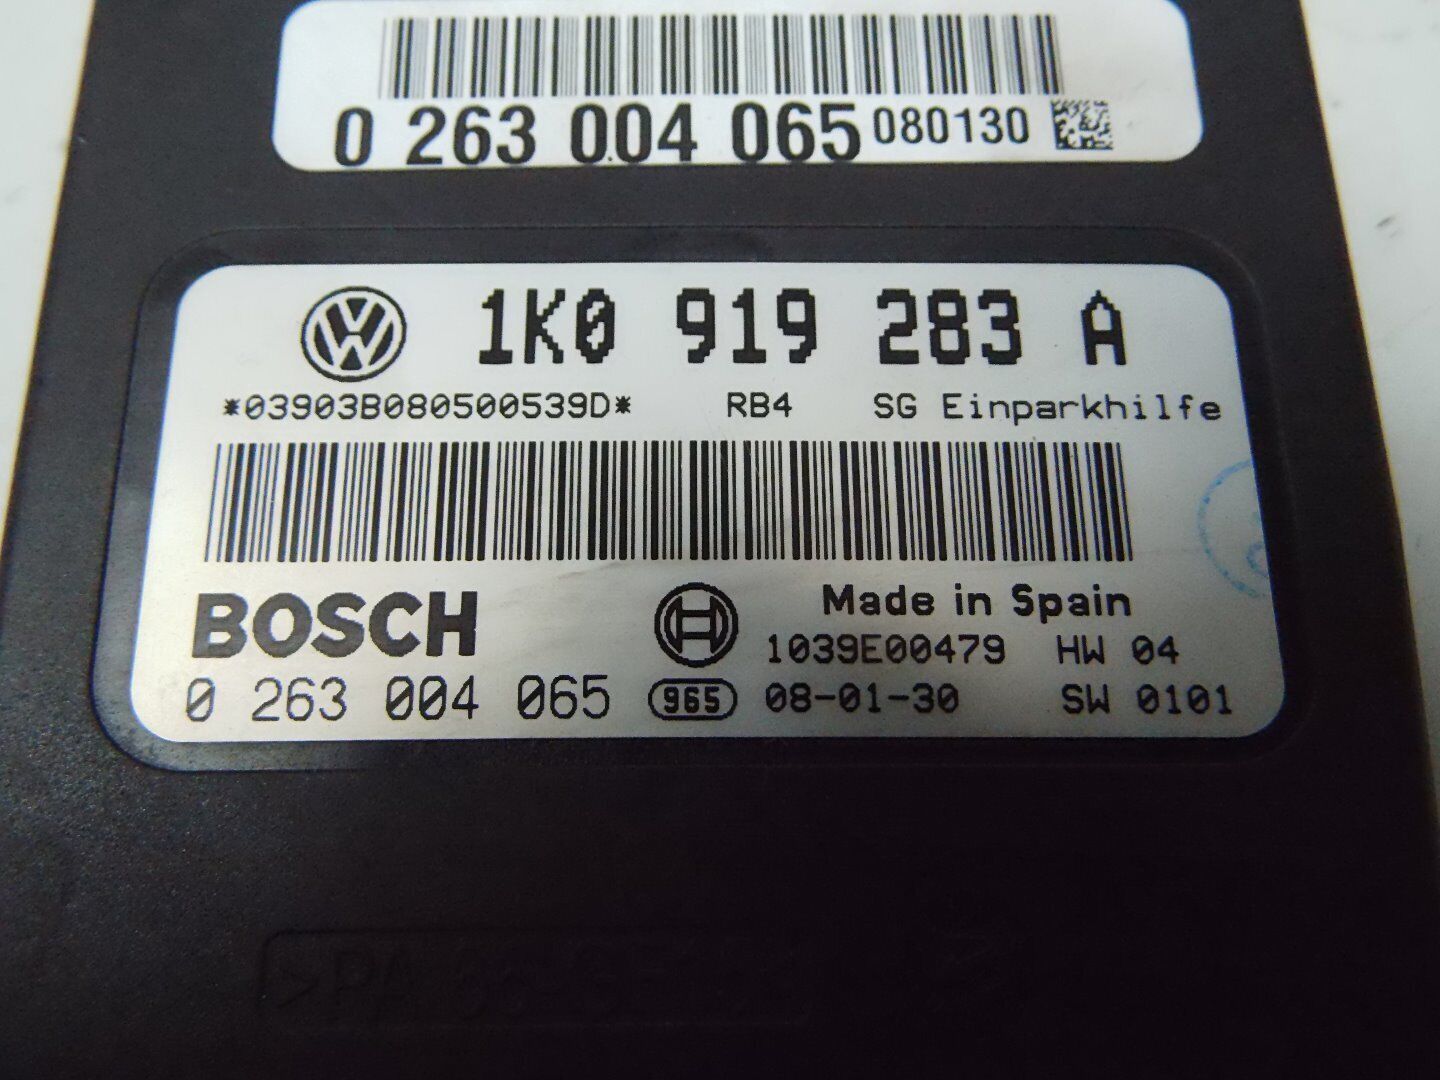 0 263 004 065 080130
1K0 919 283 A
*03903B080500539D* RB4 SG Einparkhilfe
BOSCH
Made in Spain
1039E00479 HW 04
0 263 004 065 965 08-01-30 SW 0101